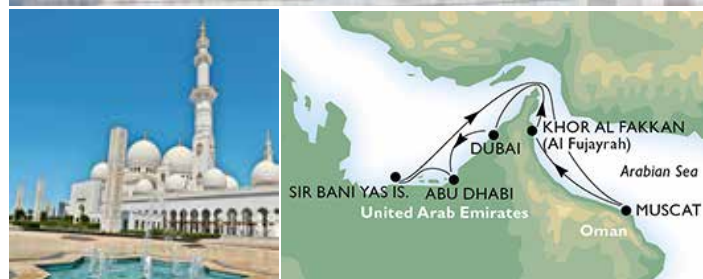 KHOR AL FAKKAN
(Al Fujayrah)
DUBAI
Arabian Sea
SIR BANI YAS IS.
ABU DHABI
United Arab Emirates
MUSCAT
Oman